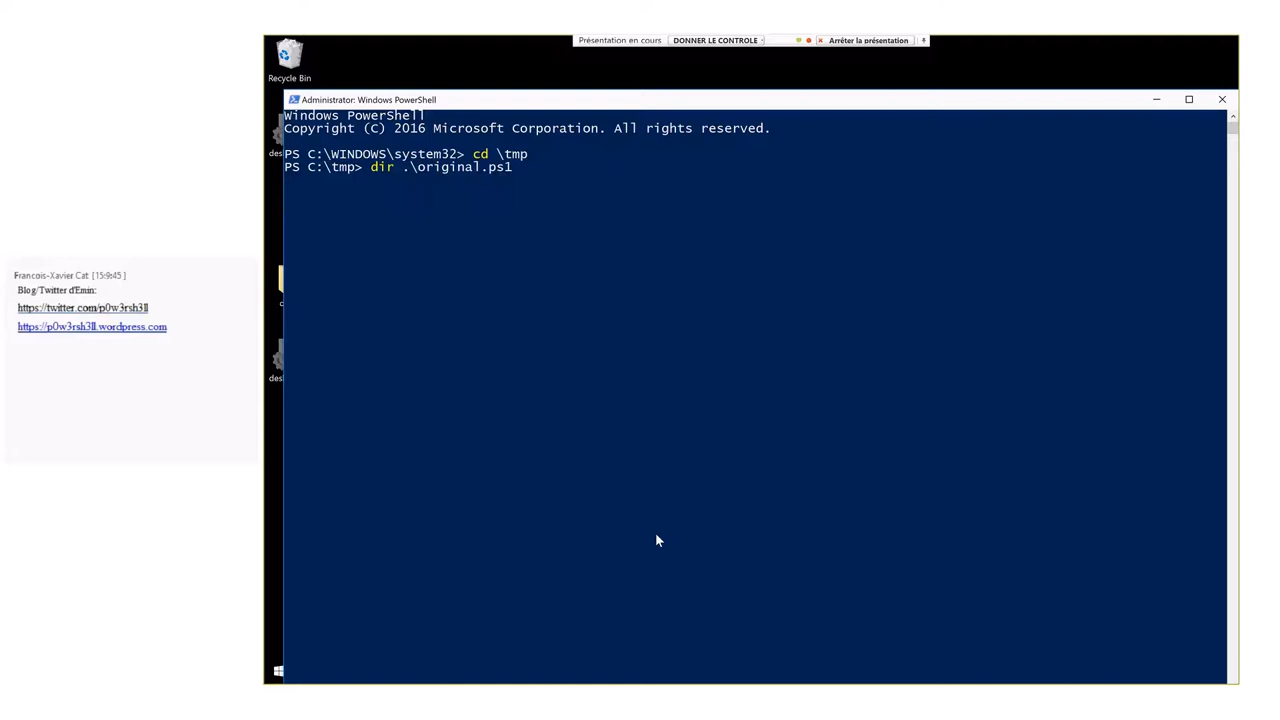 Présentation en cours
DONNER LE CONTROLE
Arrêter la présentation
Recycle Bin
Administrator: Windows PowerShell
Windows PowerShell
Copyright (C) 2016 Microsoft Corporation. All rights reserved.
PS C:\WINDOWS\system32> cd \tmp
PS C:\tmp> dir .\original.ps1
des
des
Francois-Xavier Cat [15:9:45 ]
Blog/Twitter d'Emin:
https://twitter.com/p0w3rsh3ll
https://p0w3rsh3ll.wordpress.com